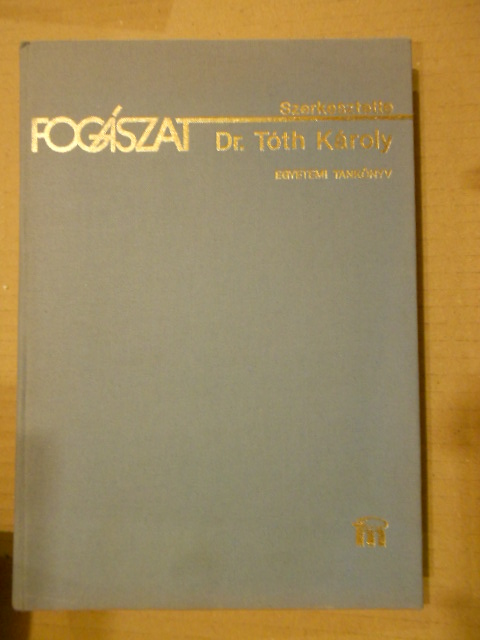 Szerkesztette
FOGÁSZAT Dr. Tóth Károly
EGYETEMI TANKÖNYV